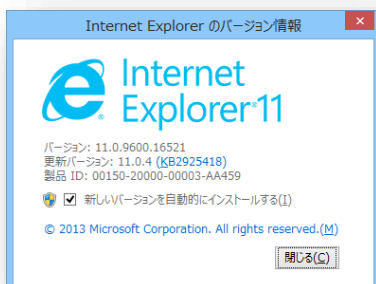 Internet Explorer のバージョン情報
Internet
Explorer 11
バージョン: 11.0.9600.16521
更新バージョン: 11.0.4 (KB2925418)
製品 ID: 00150-20000-00003-AA459
新しいバージョンを自動的にインストールする(I)
© 2013 Microsoft Corporation. All rights reserved.(M)
閉じる(C)